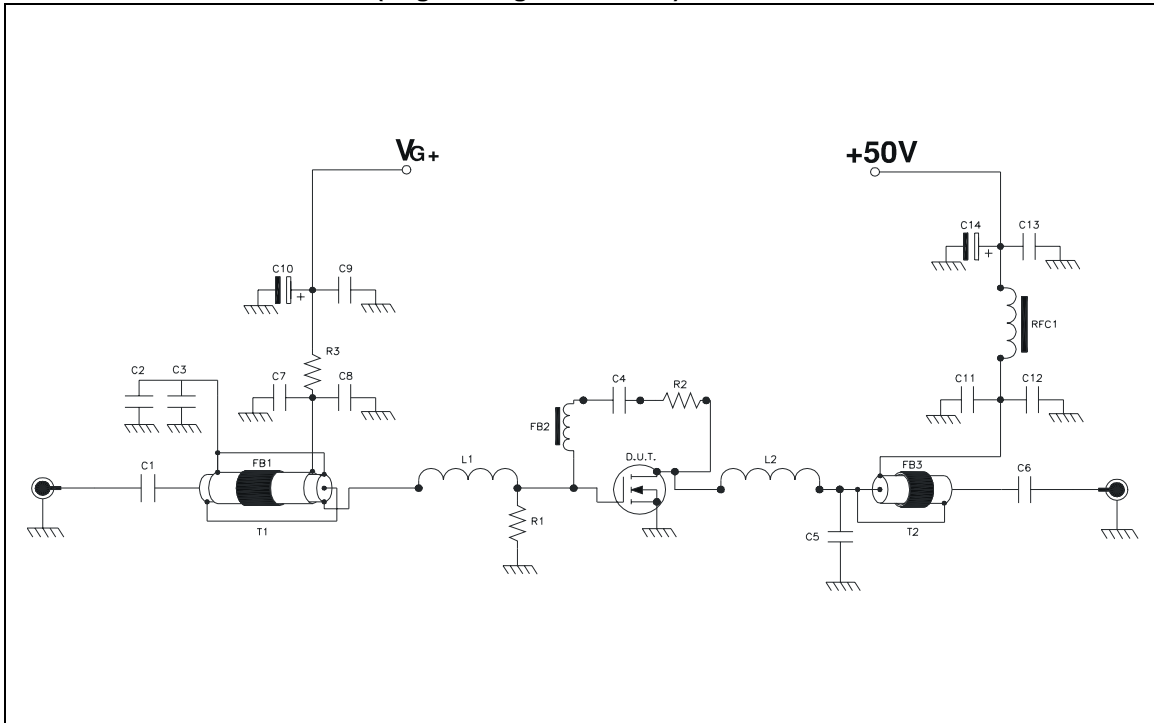 VG+
+50V
C14
C13
+
C10
C9
+
RFC1
R3
C2
C3
C7
C8
C4
R2
C11
C12
FB2
D.U.T.
L1
L2
C1
FB1
FB3
C6
R1
T1
C5
T2